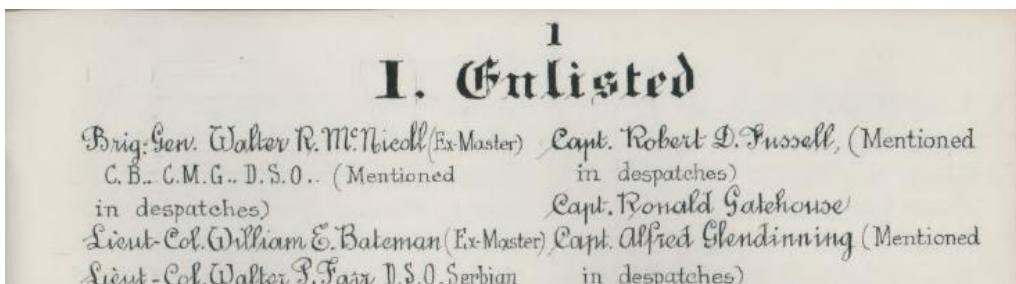 1
I. Enlisted
Brig: Gen. Walter R. McNicoll (Ex-Master)
C.B.. C.M.G.. D.S.O.. (Mentioned
in despatches)
Lieut-Col. William E. Bateman (Ex-Master)
Lieut-Col. Walter P. Farr D.S.O. Serbian
Capt. Robert D. Fussell, (Mentioned
in despatches)
Capt. Ronald Gatehouse
Capt. Alfred Glendinning (Mentioned
in despatches)